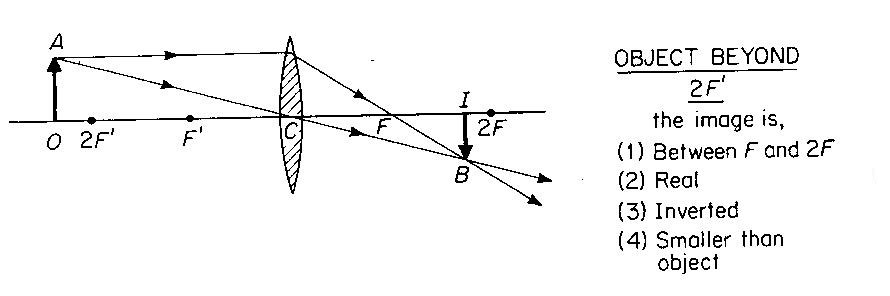 A
O
2F'
F'
C
F
I
2F
B
OBJECT BEYOND
2F'
the image is,
(1) Between F and 2F
(2) Real
(3) Inverted
(4) Smaller than
object